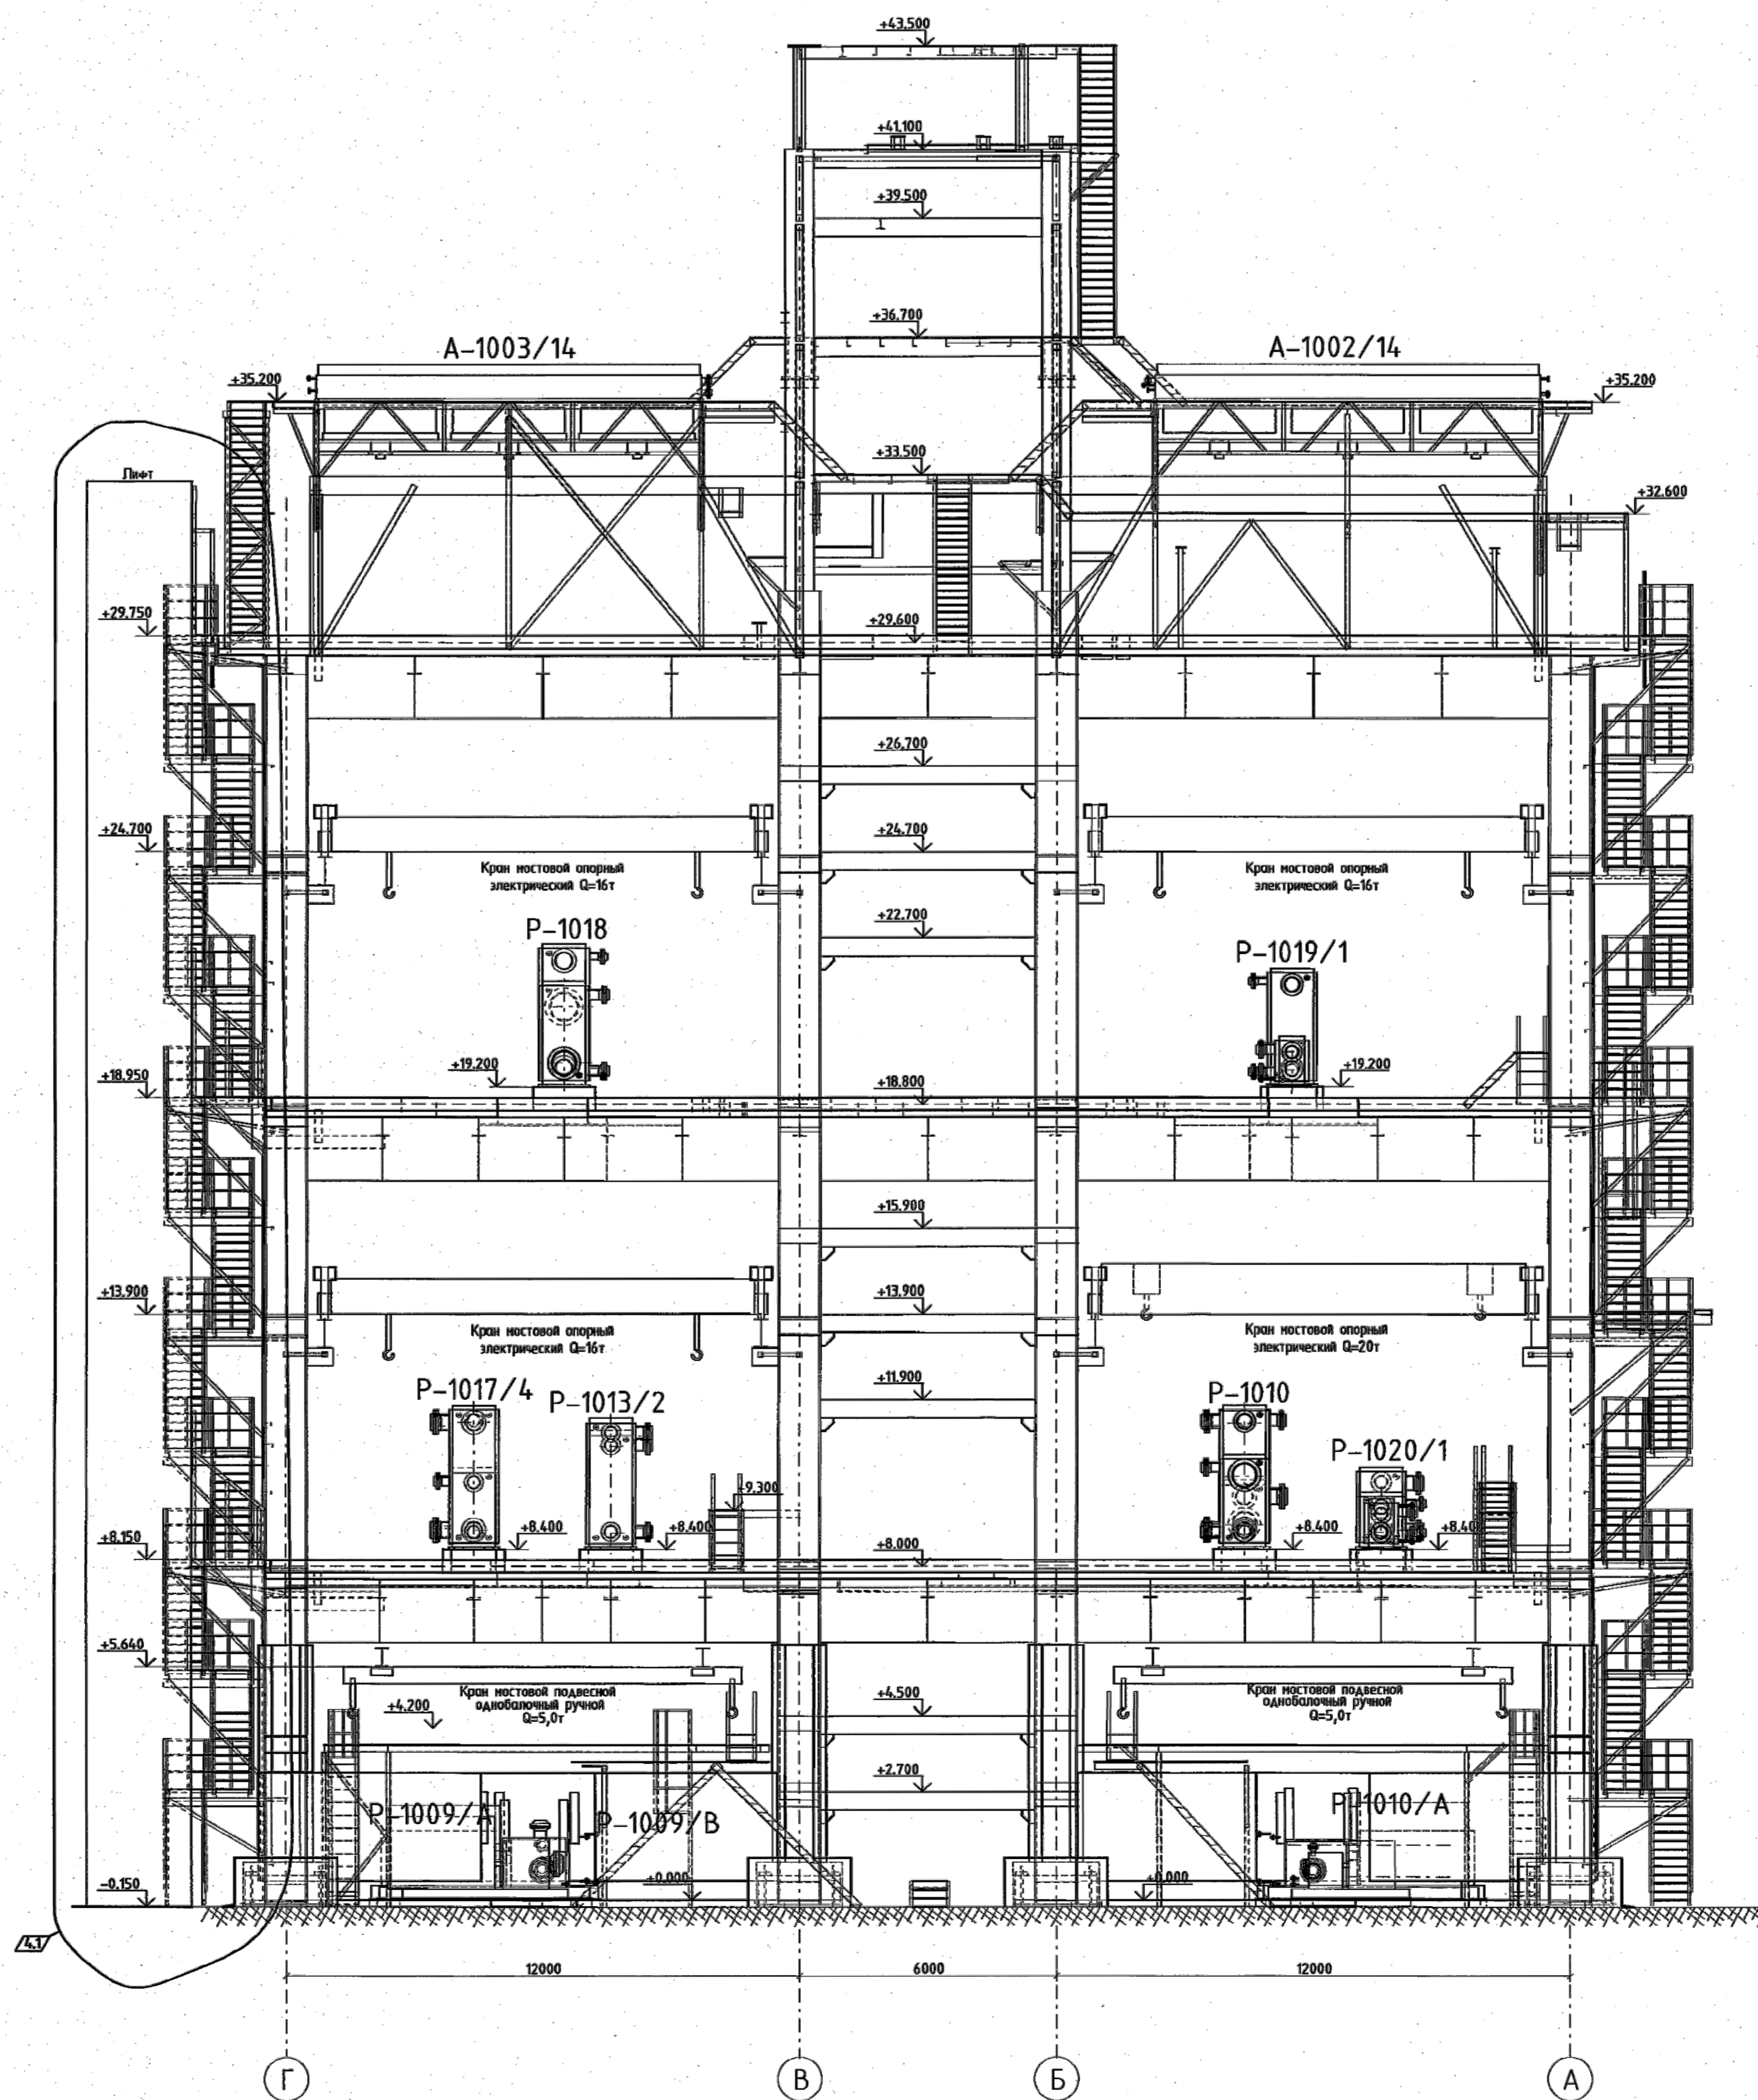 +43.500
+41.100
+39.500
+36.700
А-1003/14
А-1002/14
+35.200
+35.200
+33.500
Лифт
+32.600
+29.750
+29.600
+26.700
+24.700
+24.700
Кран мостовой опорный
электрический Q=16т
Кран мостовой опорный
электрический Q=16т
+22.700
Р-1018
Р-1019/1
+19.200
+19.200
+18.950
+18.800
+15.900
+13.900
+13.900
Кран мостовой опорный
электрический Q=16т
Кран мостовой опорный
электрический Q=20т
+11.900
Р-1017/4
Р-1013/2
Р-1010
Р-1020/1
+9.300
+8.400
+8.400
+8.400
+8.400
+8.150
+8.000
+5.640
Кран мостовой подвесной
однобалочный ручной
Q=5,0т
Кран мостовой подвесной
однобалочный ручной
Q=5,0т
+4.200
+4.500
+2.700
Р-1009/А
Р-1009/В
Р-1010/А
-0.150
+0.000
+0.000
4.1
12000
6000
12000
Г
В
Б
А